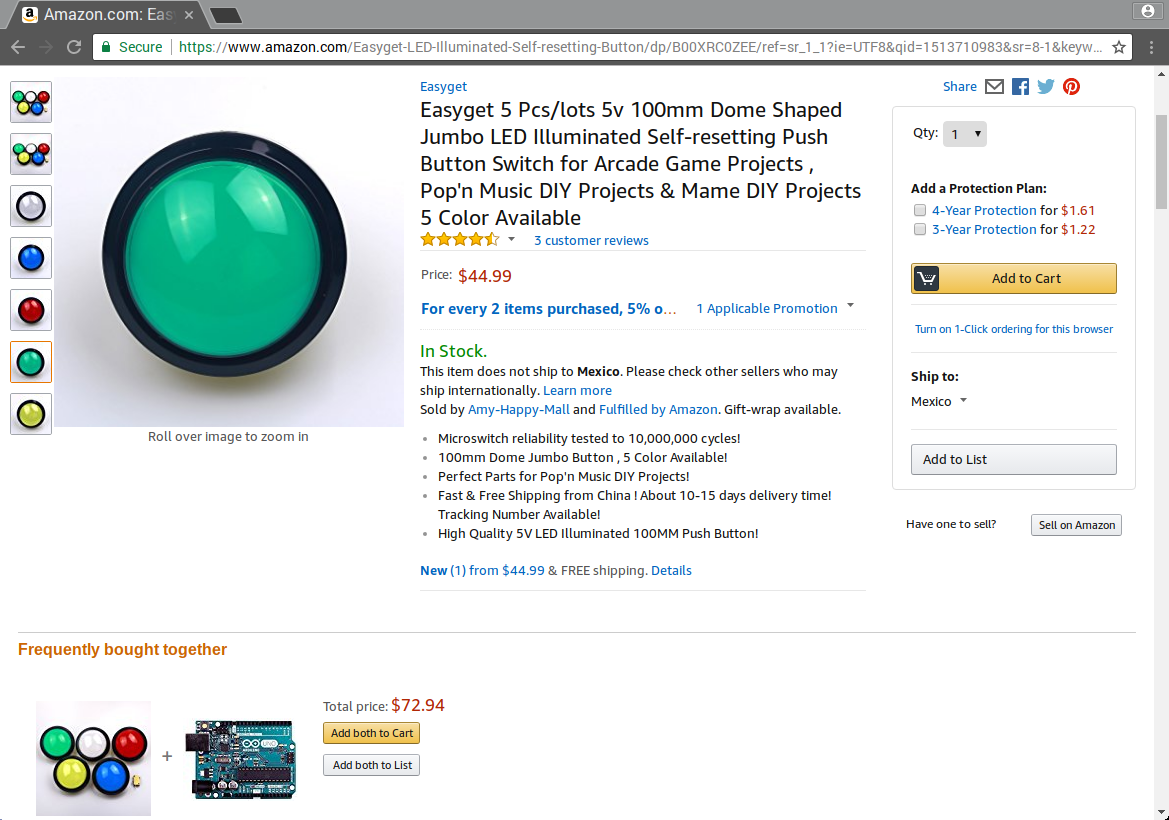 Amazon.com: Eas
Secure
https://www.amazon.com/Easyget-LED-Illuminated-Self-resetting-Button/dp/B00XRC0ZEE/ref=sr_1_1?ie=UTF8&qid=1513710983&sr=8-1&keyw...
Roll over image to zoom in
Easyget
Easyget 5 Pcs/lots 5v 100mm Dome Shaped
Jumbo LED Illuminated Self-resetting Push
Button Switch for Arcade Game Projects ,
Pop'n Music DIY Projects & Mame DIY Projects
5 Color Available
3 customer reviews
Price: $44.99
For every 2 items purchased, 5% o... 1 Applicable Promotion
In Stock.
This item does not ship to Mexico. Please check other sellers who may
ship internationally. Learn more
Sold by Amy-Happy-Mall and Fulfilled by Amazon. Gift-wrap available.
Microswitch reliability tested to 10,000,000 cycles!
100mm Dome Jumbo Button , 5 Color Available!
Perfect Parts for Pop'n Music DIY Projects!
Fast & Free Shipping from China ! About 10-15 days delivery time!
Tracking Number Available!
High Quality 5V LED Illuminated 100MM Push Button!
New (1) from $44.99 & FREE shipping. Details
Share
Qty: 1
Add a Protection Plan:
4-Year Protection for $1.61
3-Year Protection for $1.22
Add to Cart
Turn on 1-Click ordering for this browser
Ship to:
Mexico
Add to List
Have one to sell? Sell on Amazon
Frequently bought together
+
Total price: $72.94
Add both to Cart
Add both to List